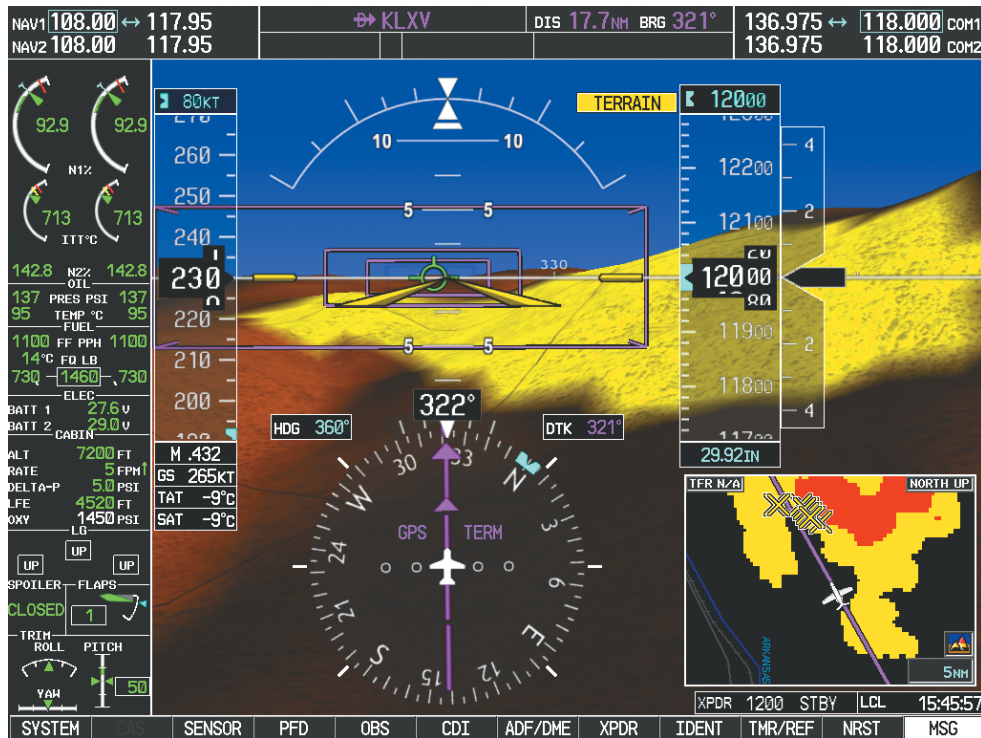 NAV1 108.00 ↔ 117.95
NAV2 108.00 117.95
D→ KLXV
DIS 17.7NM BRG 321°
136.975 ↔ 118.000 COM1
136.975 118.000 COM2
92.9 92.9
N1%
713 713
ITT°C
142.8 N2% 142.8
OIL
137 PRES PSI 137
95 TEMP °C 95
FUEL
1100 FF PPH 1100
14°C FQ LB
730 1460 730
ELEC
BATT 1 27.6 V
BATT 2 29.0 V
CABIN
ALT 7200 FT
RATE 5 FPM↑
DELTA-P 5.0 PSI
LFE 4520 FT
OXY 1450 PSI
LG
UP
UP UP
SPOILER FLAPS
CLOSED 1
TRIM
ROLL PITCH
YAW 50
80KT
260
250
240
230
220
210
200
M .432
GS 265KT
TAT -9°C
SAT -9°C
TERRAIN
10 10
5 5
330
5 5
12000
12200
12100
12000
11900
11800
4
2
2
4
29.92IN
322°
HDG 360°
DTK 321°
N 3 6 E 12 15 S 21 24 W 30 33
GPS TERM
TFR N/A
NORTH UP
ARKANSAS
5NM
XPDR 1200 STBY LCL 15:45:57
SYSTEM CAS SENSOR PFD OBS CDI ADF/DME XPDR IDENT TMR/REF NRST MSG